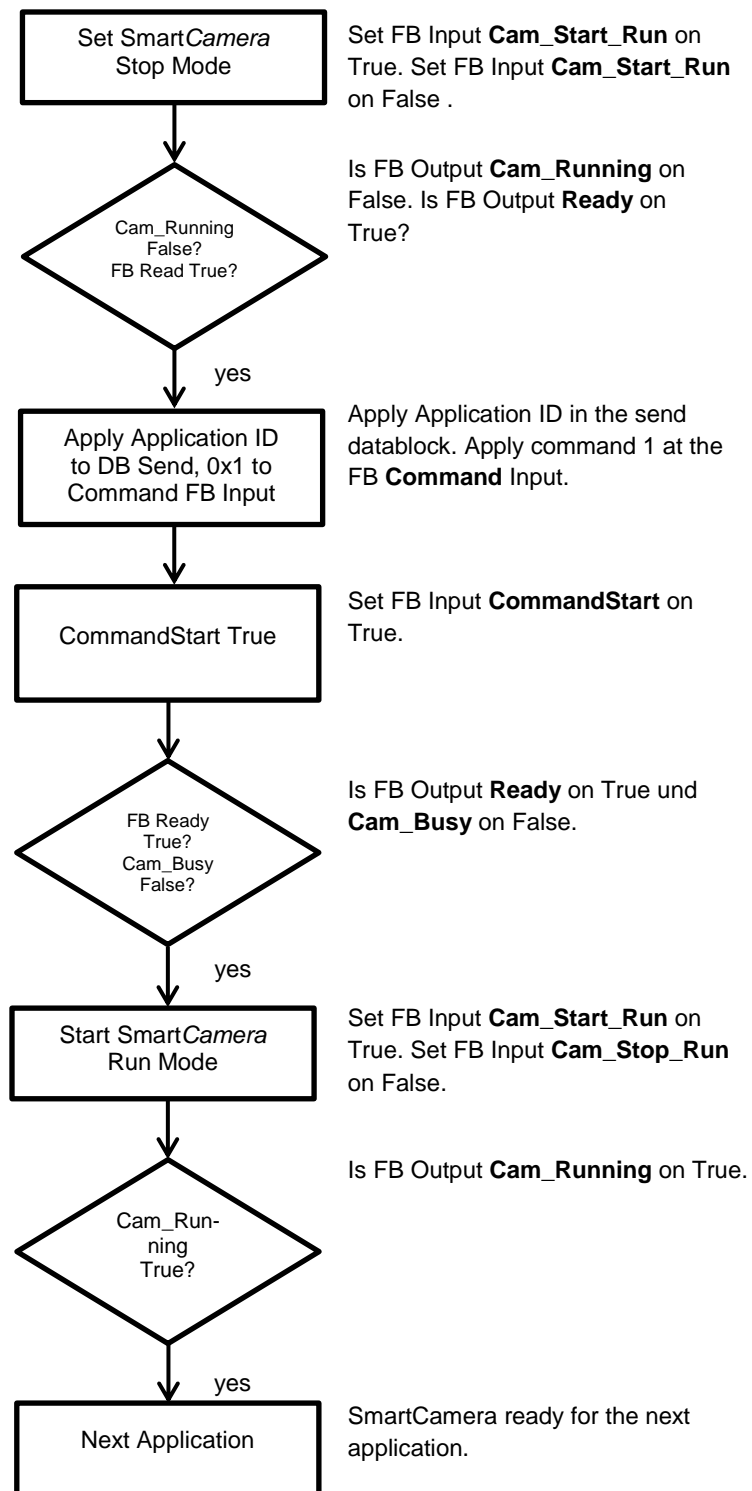 Set SmartCamera
Stop Mode
Set FB Input Cam_Start_Run on
True. Set FB Input Cam_Start_Run
on False .
Cam_Running
False?
FB Read True?
Is FB Output Cam_Running on
False. Is FB Output Ready on
True?
yes
Apply Application ID
to DB Send, 0x1 to
Command FB Input
Apply Application ID in the send
datablock. Apply command 1 at the
FB Command Input.
CommandStart True
Set FB Input CommandStart on
True.
FB Ready
True?
Cam_Busy
False?
Is FB Output Ready on True und
Cam_Busy on False.
yes
Start SmartCamera
Run Mode
Set FB Input Cam_Start_Run on
True. Set FB Input Cam_Stop_Run
on False.
Cam_Run-
ning
True?
Is FB Output Cam_Running on True.
yes
Next Application
SmartCamera ready for the next
application.